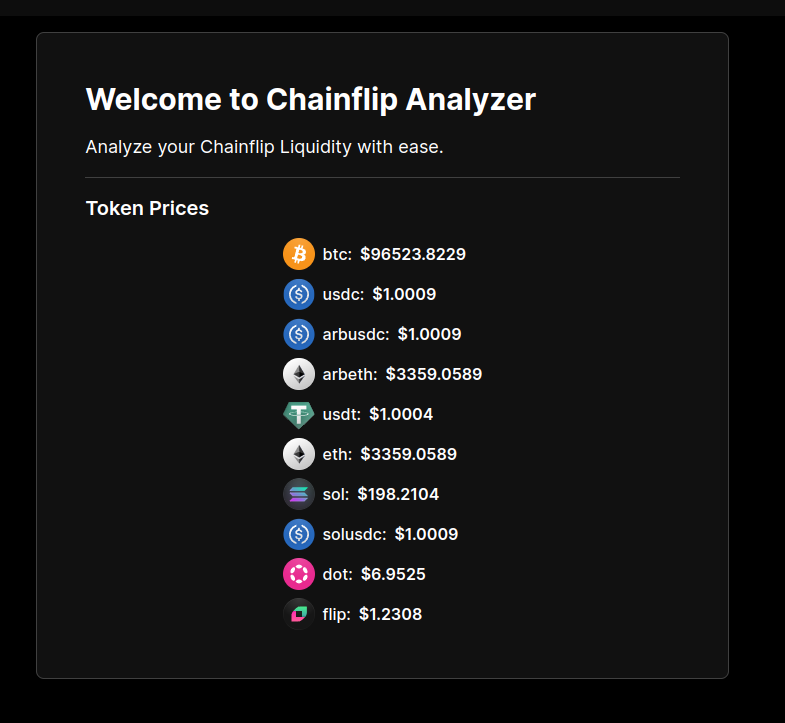 Welcome to Chainflip Analyzer
Analyze your Chainflip Liquidity with ease.
Token Prices
btc: $96523.8229
usdc: $1.0009
arbusdc: $1.0009
arbeth: $3359.0589
usdt: $1.0004
eth: $3359.0589
sol: $198.2104
solusdc: $1.0009
dot: $6.9525
flip: $1.2308